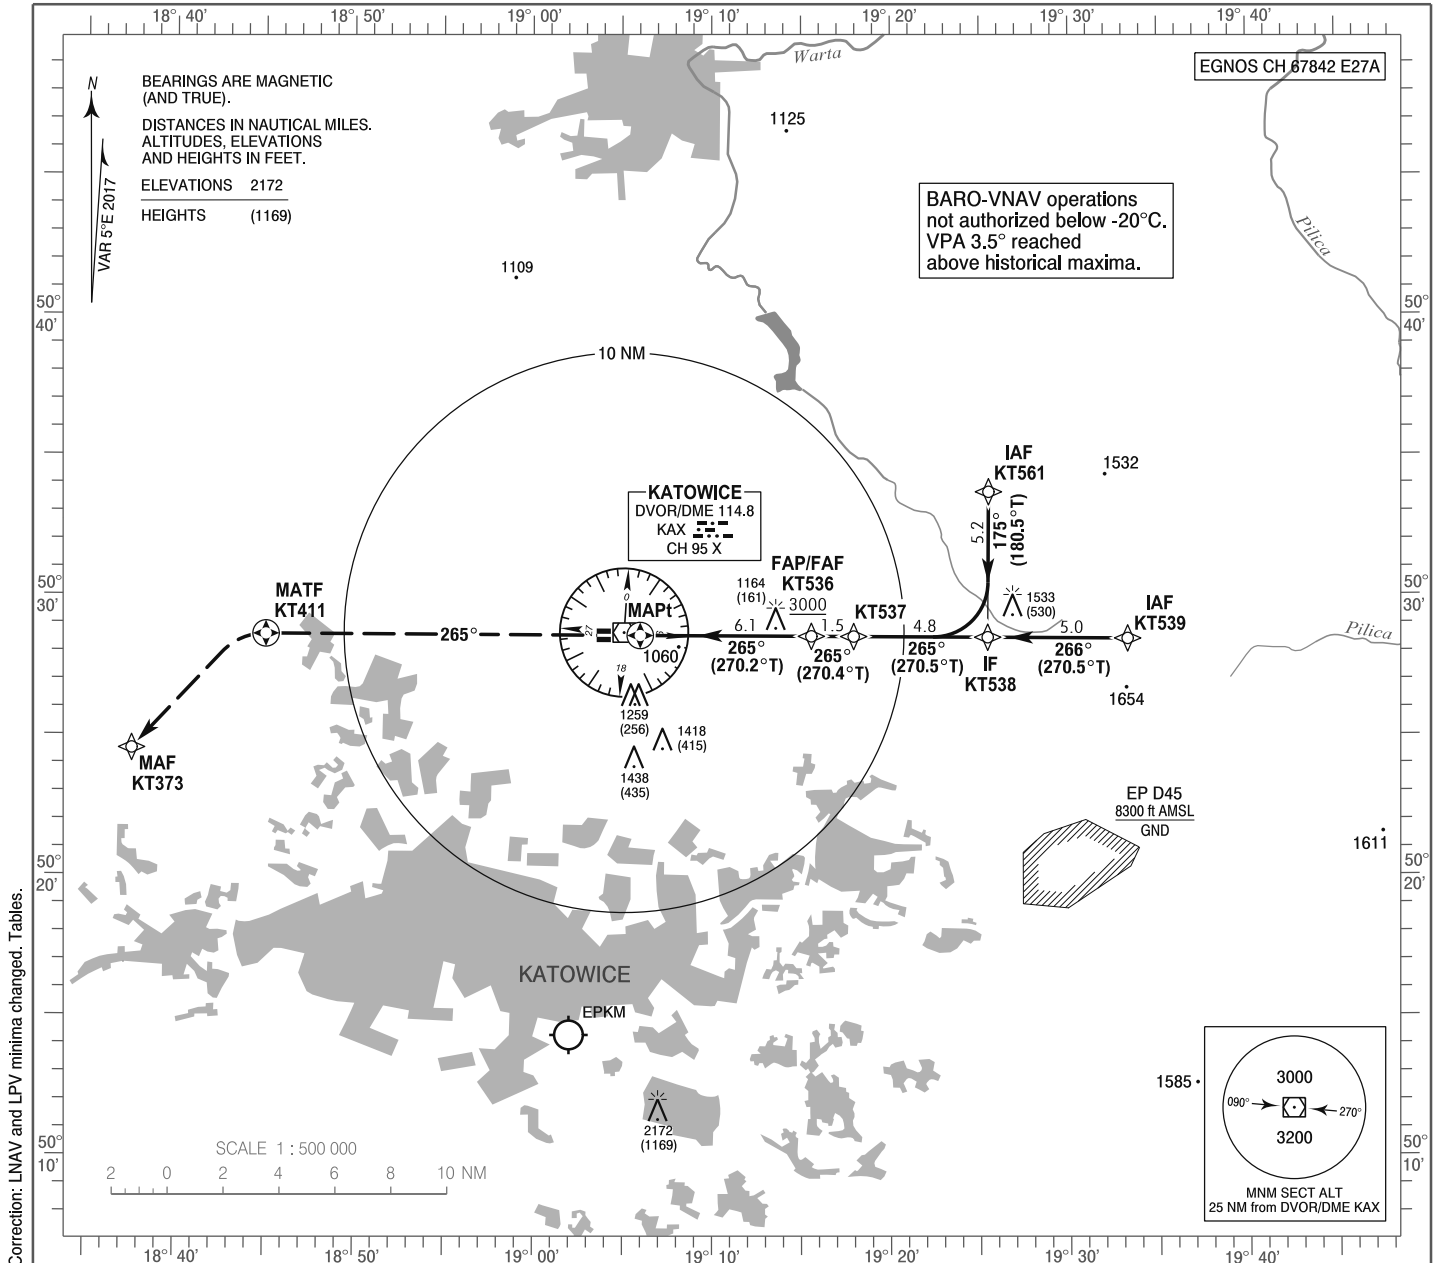 18° 40'
18° 50'
19° 00'
19° 10'
19° 20'
19° 30'
19° 40'
N
VAR 5°E 2017
BEARINGS ARE MAGNETIC
(AND TRUE).
DISTANCES IN NAUTICAL MILES.
ALTITUDES, ELEVATIONS
AND HEIGHTS IN FEET.
ELEVATIONS 2172
HEIGHTS (1169)
Warta
1125
EGNOS CH 67842 E27A
BARO-VNAV operations
not authorized below -20°C.
VPA 3.5° reached
above historical maxima.
Pilica
1109
50°
40'
50°
40'
10 NM
IAF
KT561
1532
5.2
175°
(180.5°T)
KATOWICE
DVOR/DME 114.8
KAX
CH 95 X
FAP/FAF
KT536
3000
1164
(161)
50°
30'
50°
30'
MATF
KT411
265°
0
27
18
MAPt
1060
6.1
265°
(270.2°T)
1.5
265°
(270.4°T)
KT537
4.8
265°
(270.5°T)
IF
KT538
1533
(530)
5.0
266°
(270.5°T)
IAF
KT539
Pilica
1654
1259
(256)
1418
(415)
1438
(435)
MAF
KT373
EP D45
8300 ft AMSL
GND
1611
50°
20'
50°
20'
KATOWICE
EPKM
2172
(1169)
1585
3000
090°
270°
3200
MNM SECT ALT
25 NM from DVOR/DME KAX
SCALE 1 : 500 000
2 0 2 4 6 8 10 NM
50°
10'
50°
10'
18° 40'
18° 50'
19° 00'
19° 10'
19° 20'
19° 30'
19° 40'
Correction: LNAV and LPV minima changed. Tables.